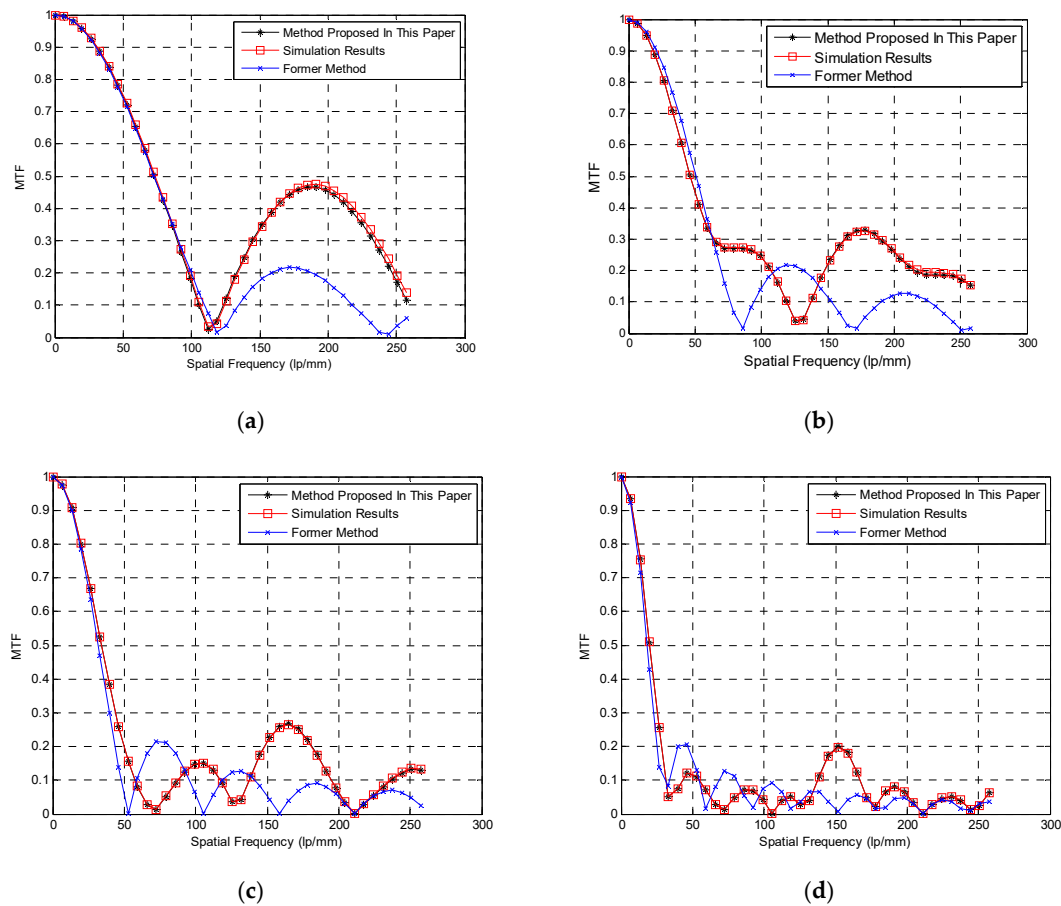 1
0.9
0.8
0.7
0.6
0.5
0.4
0.3
0.2
0.1
0
MTF
0 50 100 150 200 250 300
Spatial Frequency (lp/mm)
Method Proposed In This Paper
Simulation Results
Former Method
(a)
1
0.9
0.8
0.7
0.6
0.5
0.4
0.3
0.2
0.1
0
MTF
0 50 100 150 200 250 300
Spatial Frequency (lp/mm)
Method Proposed In This Paper
Simulation Results
Former Method
(b)
1
0.9
0.8
0.7
0.6
0.5
0.4
0.3
0.2
0.1
0
MTF
0 50 100 150 200 250 300
Spatial Frequency (lp/mm)
Method Proposed In This Paper
Simulation Results
Former Method
(c)
1
0.9
0.8
0.7
0.6
0.5
0.4
0.3
0.2
0.1
0
MTF
0 50 100 150 200 250 300
Spatial Frequency (lp/mm)
Method Proposed In This Paper
Simulation Results
Former Method
(d)